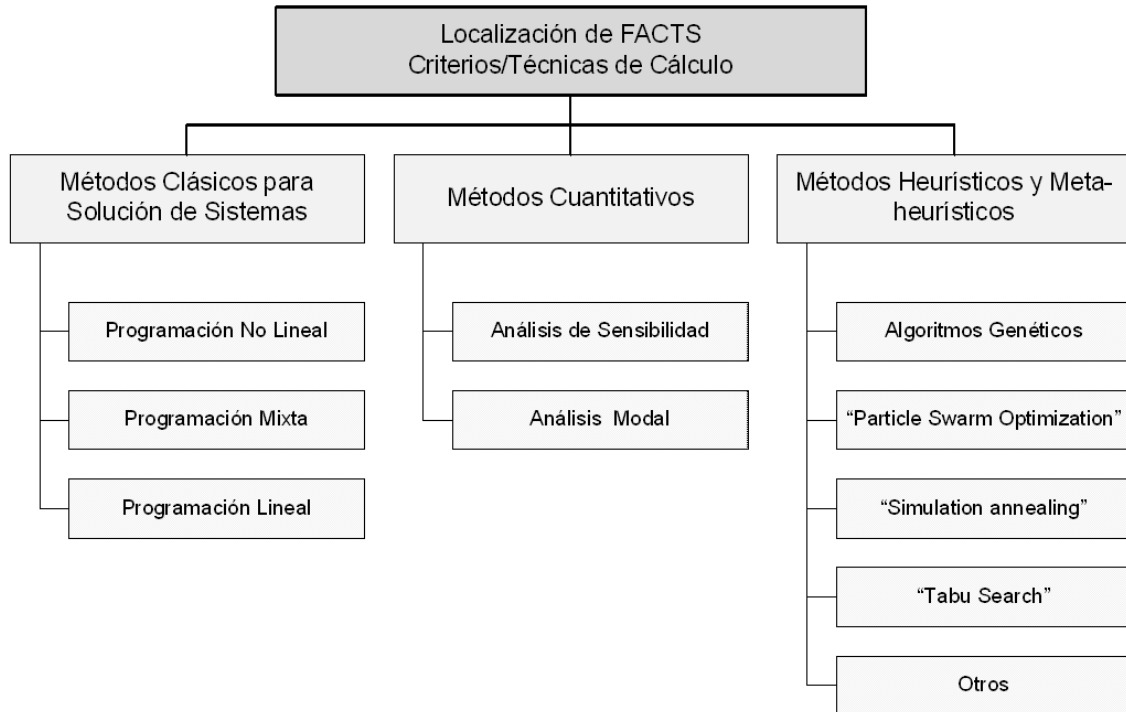 Localización de FACTS
Criterios/Técnicas de Cálculo
Métodos Clásicos para
Solución de Sistemas
Programación No Lineal
Programación Mixta
Programación Lineal
Métodos Cuantitativos
Análisis de Sensibilidad
Análisis Modal
Métodos Heurísticos y Meta-
heurísticos
Algoritmos Genéticos
“Particle Swarm Optimization”
“Simulation annealing”
“Tabu Search”
Otros